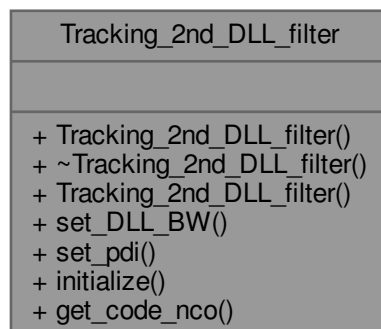 Tracking_2nd_DLL_filter
+ Tracking_2nd_DLL_filter()
+ ~Tracking_2nd_DLL_filter()
+ Tracking_2nd_DLL_filter()
+ set_DLL_BW()
+ set_pdi()
+ initialize()
+ get_code_nco()